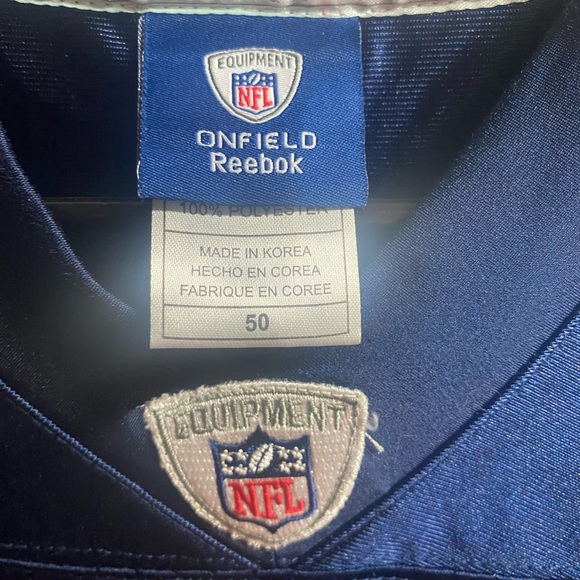 EQUIPMENT
NFL
ONFIELD
Reebok
100% POLYESTER
MADE IN KOREA
HECHO EN COREA
FABRIQUE EN COREE
50
EQUIPMENT
NFL